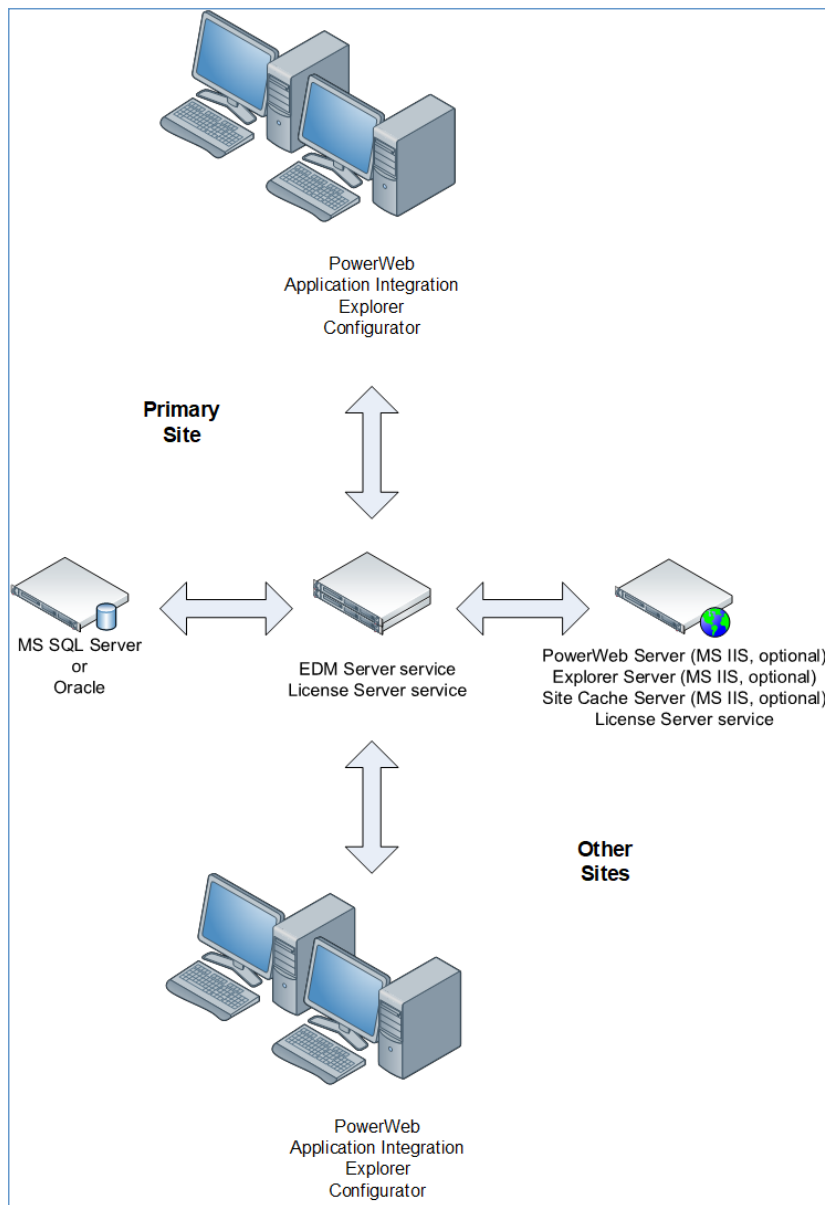 PowerWeb
Application Integration
Explorer
Configurator
Primary
Site
MS SQL Server
or
Oracle
EDM Server service
License Server service
PowerWeb Server (MS IIS, optional)
Explorer Server (MS IIS, optional)
Site Cache Server (MS IIS, optional)
License Server service
Other
Sites
PowerWeb
Application Integration
Explorer
Configurator